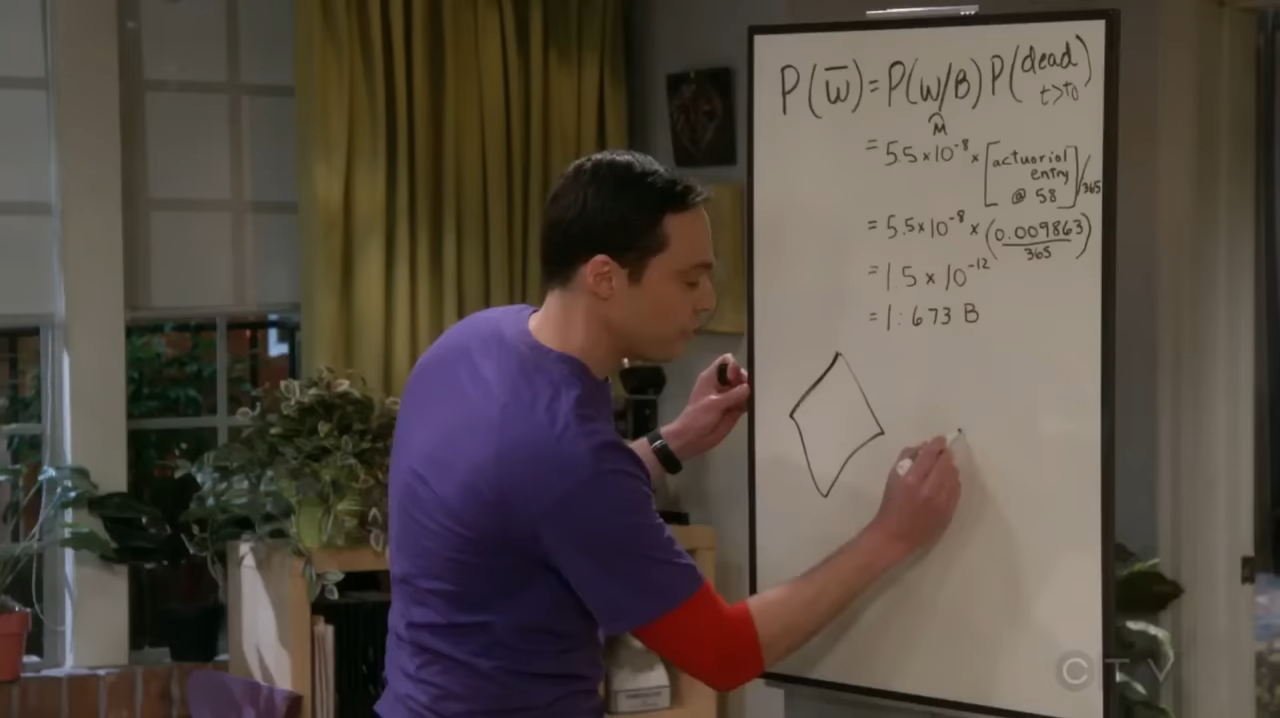 P(w̅)=P(W/B)P(dead t>t₀)
M
=5.5×10⁻⁸×[actuarial entry @ 58]/365
=5.5×10⁻⁸×(0.009863/365)
=1.5×10⁻¹²
=1:673 B
CTV